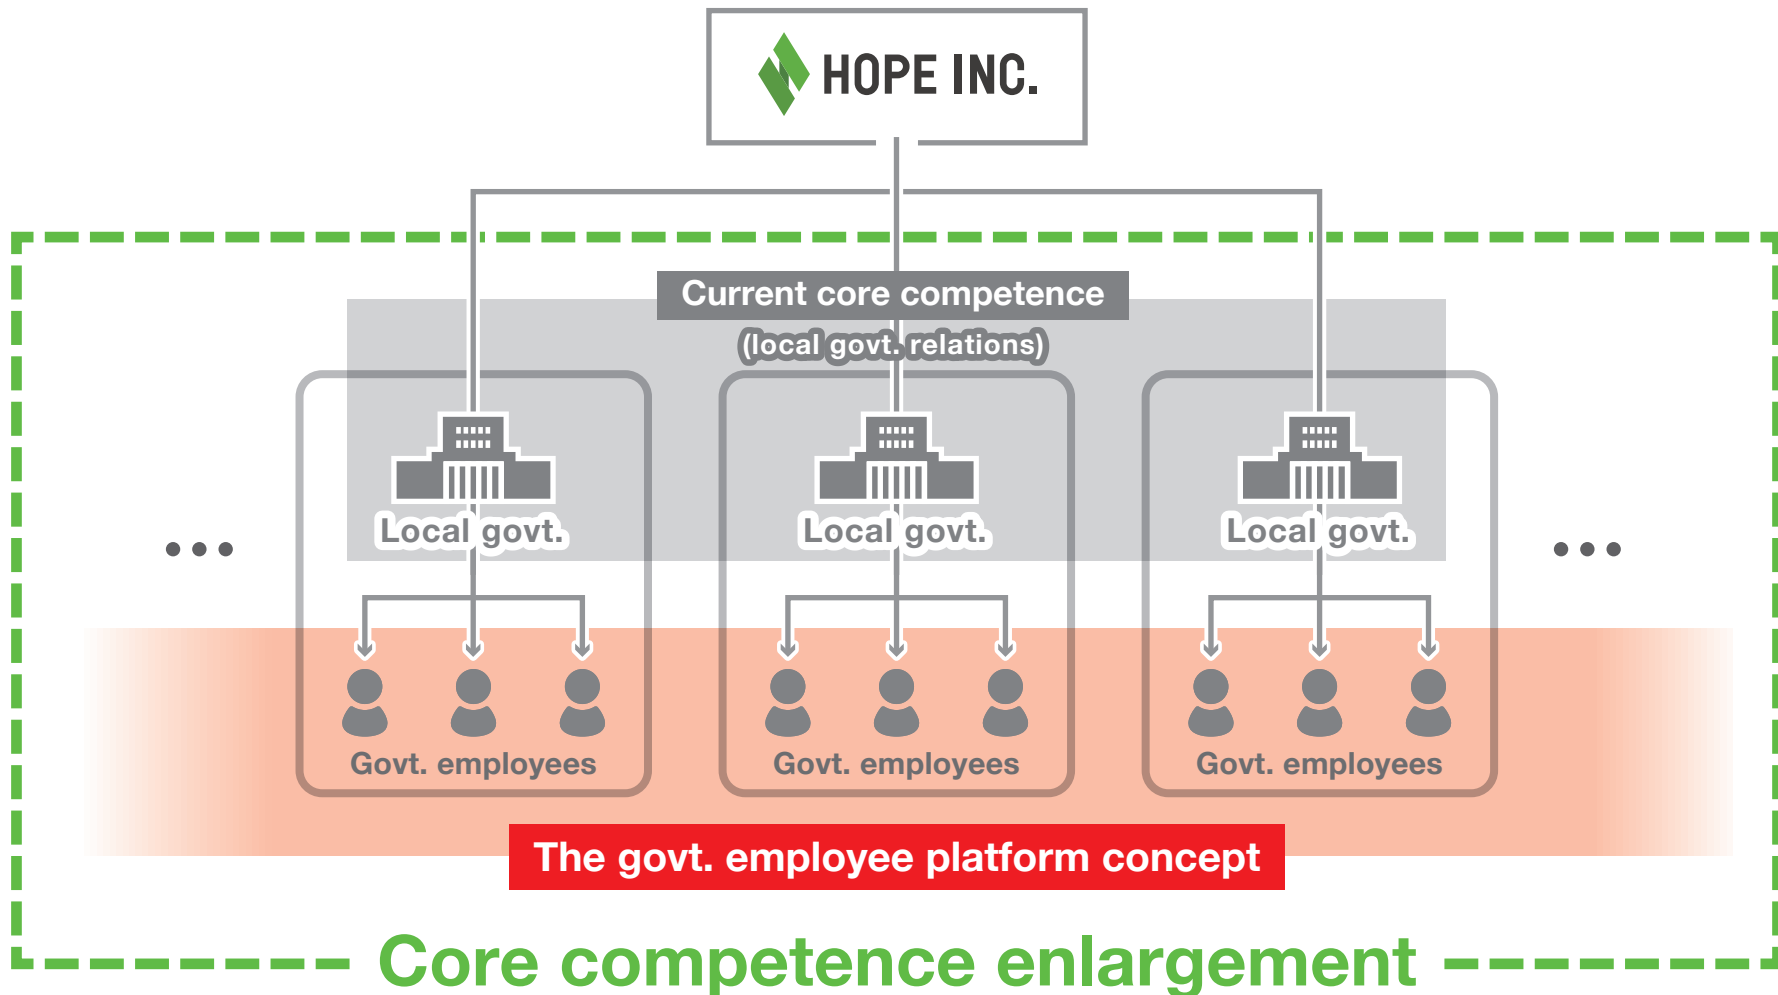 HOPE INC.
Current core competence
(local govt. relations)
Local govt.
Local govt.
Local govt.
Govt. employees
Govt. employees
Govt. employees
The govt. employee platform concept
Core competence enlargement